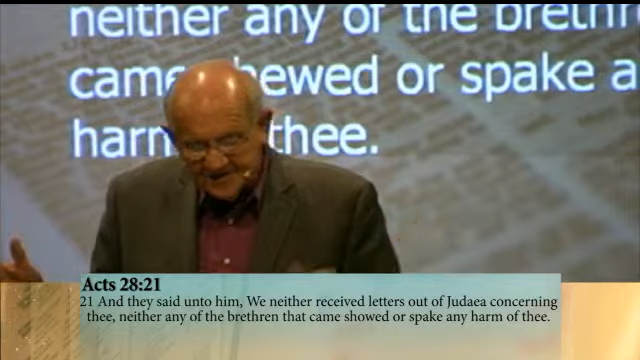 neither any of the
came hewed or spake a
harm thee.
Acts 28:21
21 And they said unto him, We neither received letters out of Judaea concerning
thee, neither any of the brethren that came showed or spake any harm of thee.